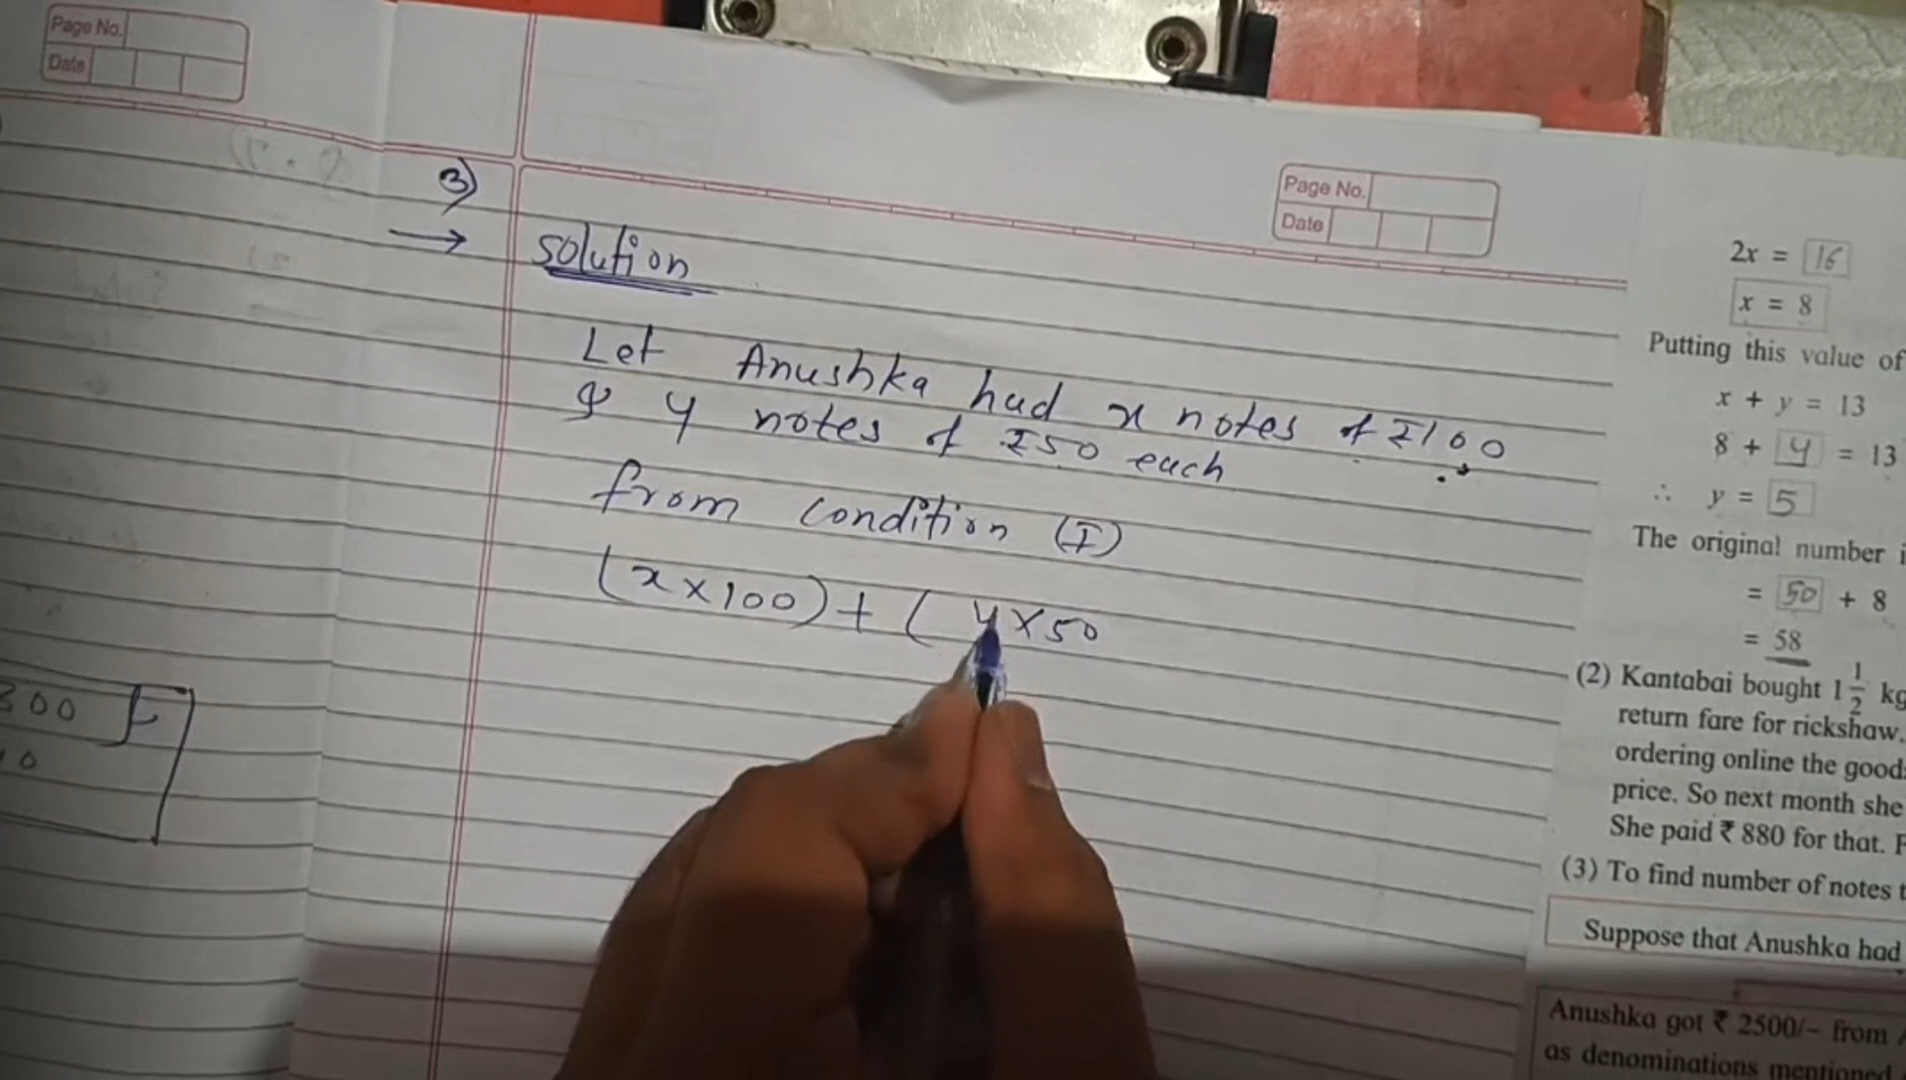 Page No.
Date
Page No.
Date
3)
→ Solution
Let Anushka had x notes of ₹100
& y notes of ₹50 each
from condition (I)
(x × 100) + ( y × 50
300
2x = 16
x = 8
Putting this value of
x + y = 13
8 + y = 13
∴ y = 5
The original number
= 50 + 8
= 58
(2) Kantabai bought 1 1/2 kg
return fare for rickshaw.
ordering online the goods
price. So next month she
She paid ₹ 880 for that.
(3) To find number of notes
Suppose that Anushka had
Anushka got ₹ 2500/- from
as denominations mentioned